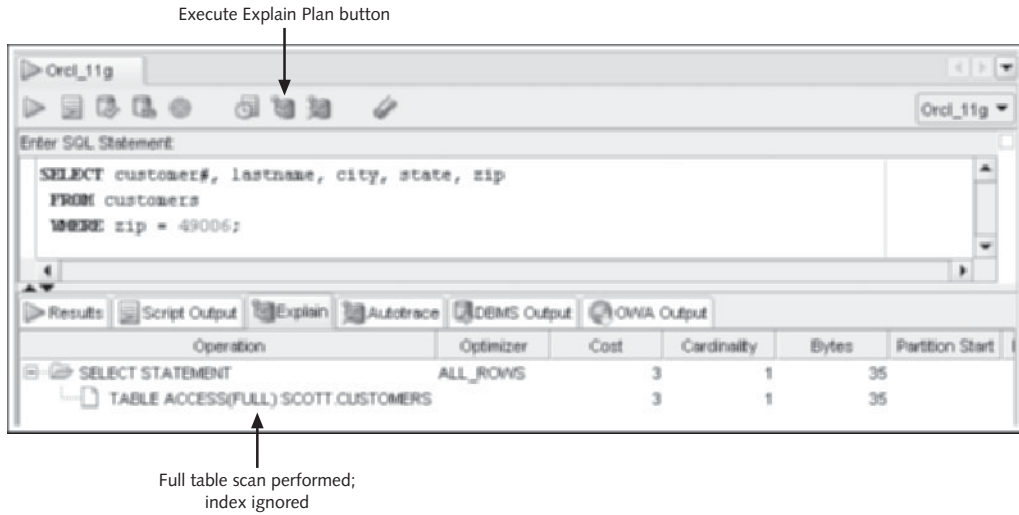 Execute Explain Plan button
Orcl_11g
Orcl_11g
Enter SQL Statement:
SELECT customer#, lastname, city, state, zip
FROM customers
WHERE zip = 49006;
Results Script Output Explain Autotrace DBMS Output OWA Output
Operation Optimizer Cost Cardinality Bytes Partition Start
SELECT STATEMENT ALL_ROWS 3 1 35
TABLE ACCESS(FULL) SCOTT.CUSTOMERS 3 1 35
Full table scan performed;
index ignored